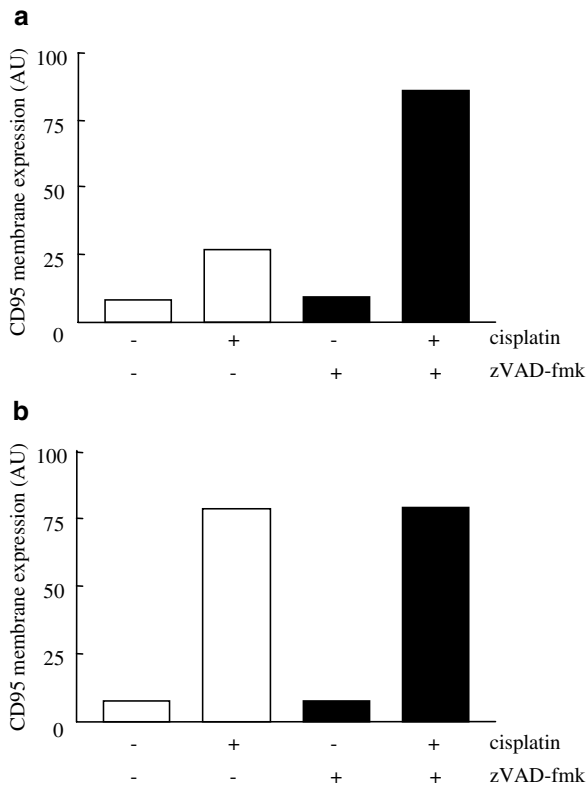 a
CD95 membrane expression (AU)
100
75
50
25
0
- + - + cisplatin
- - + + zVAD-fmk
b
CD95 membrane expression (AU)
100
75
50
25
0
- + - + cisplatin
- - + + zVAD-fmk